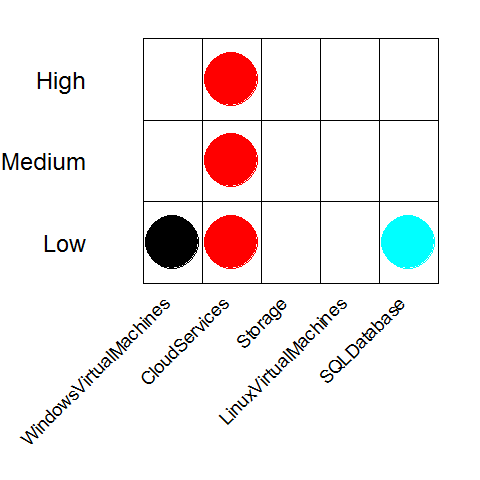 High
Medium
Low
WindowsVirtualMachines
CloudServices
Storage
LinuxVirtualMachines
SQLDatabase